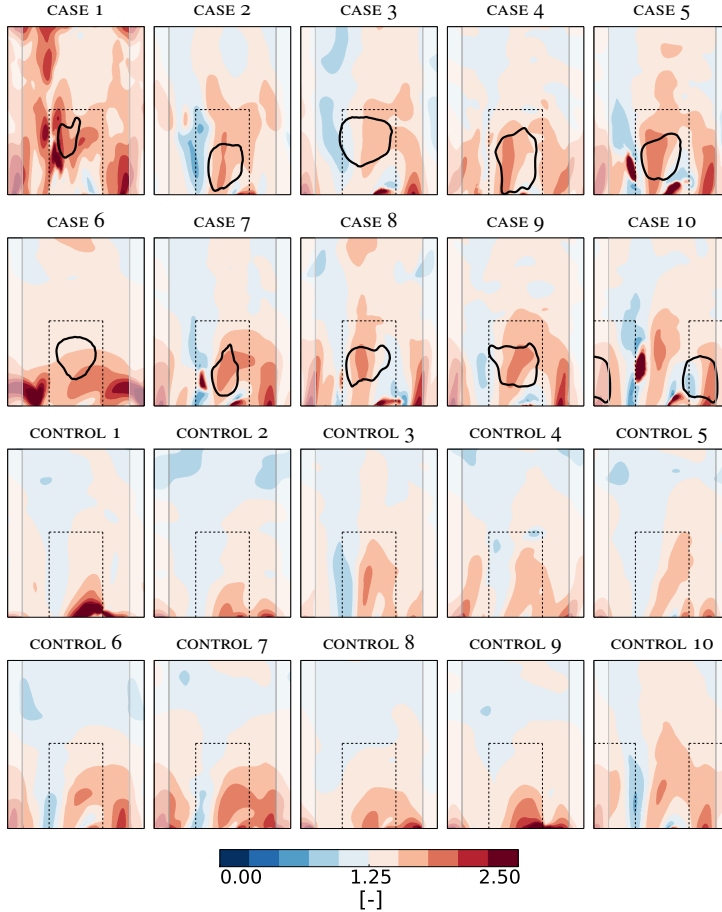 CASE 1 CASE 2 CASE 3 CASE 4 CASE 5
CASE 6 CASE 7 CASE 8 CASE 9 CASE 10
CONTROL 1 CONTROL 2 CONTROL 3 CONTROL 4 CONTROL 5
CONTROL 6 CONTROL 7 CONTROL 8 CONTROL 9 CONTROL 10
0.00 1.25 2.50
[-]